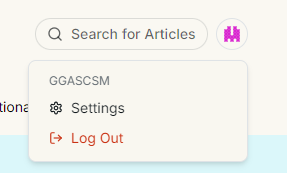 Search for Articles
GGASCSM
Settings
Log Out